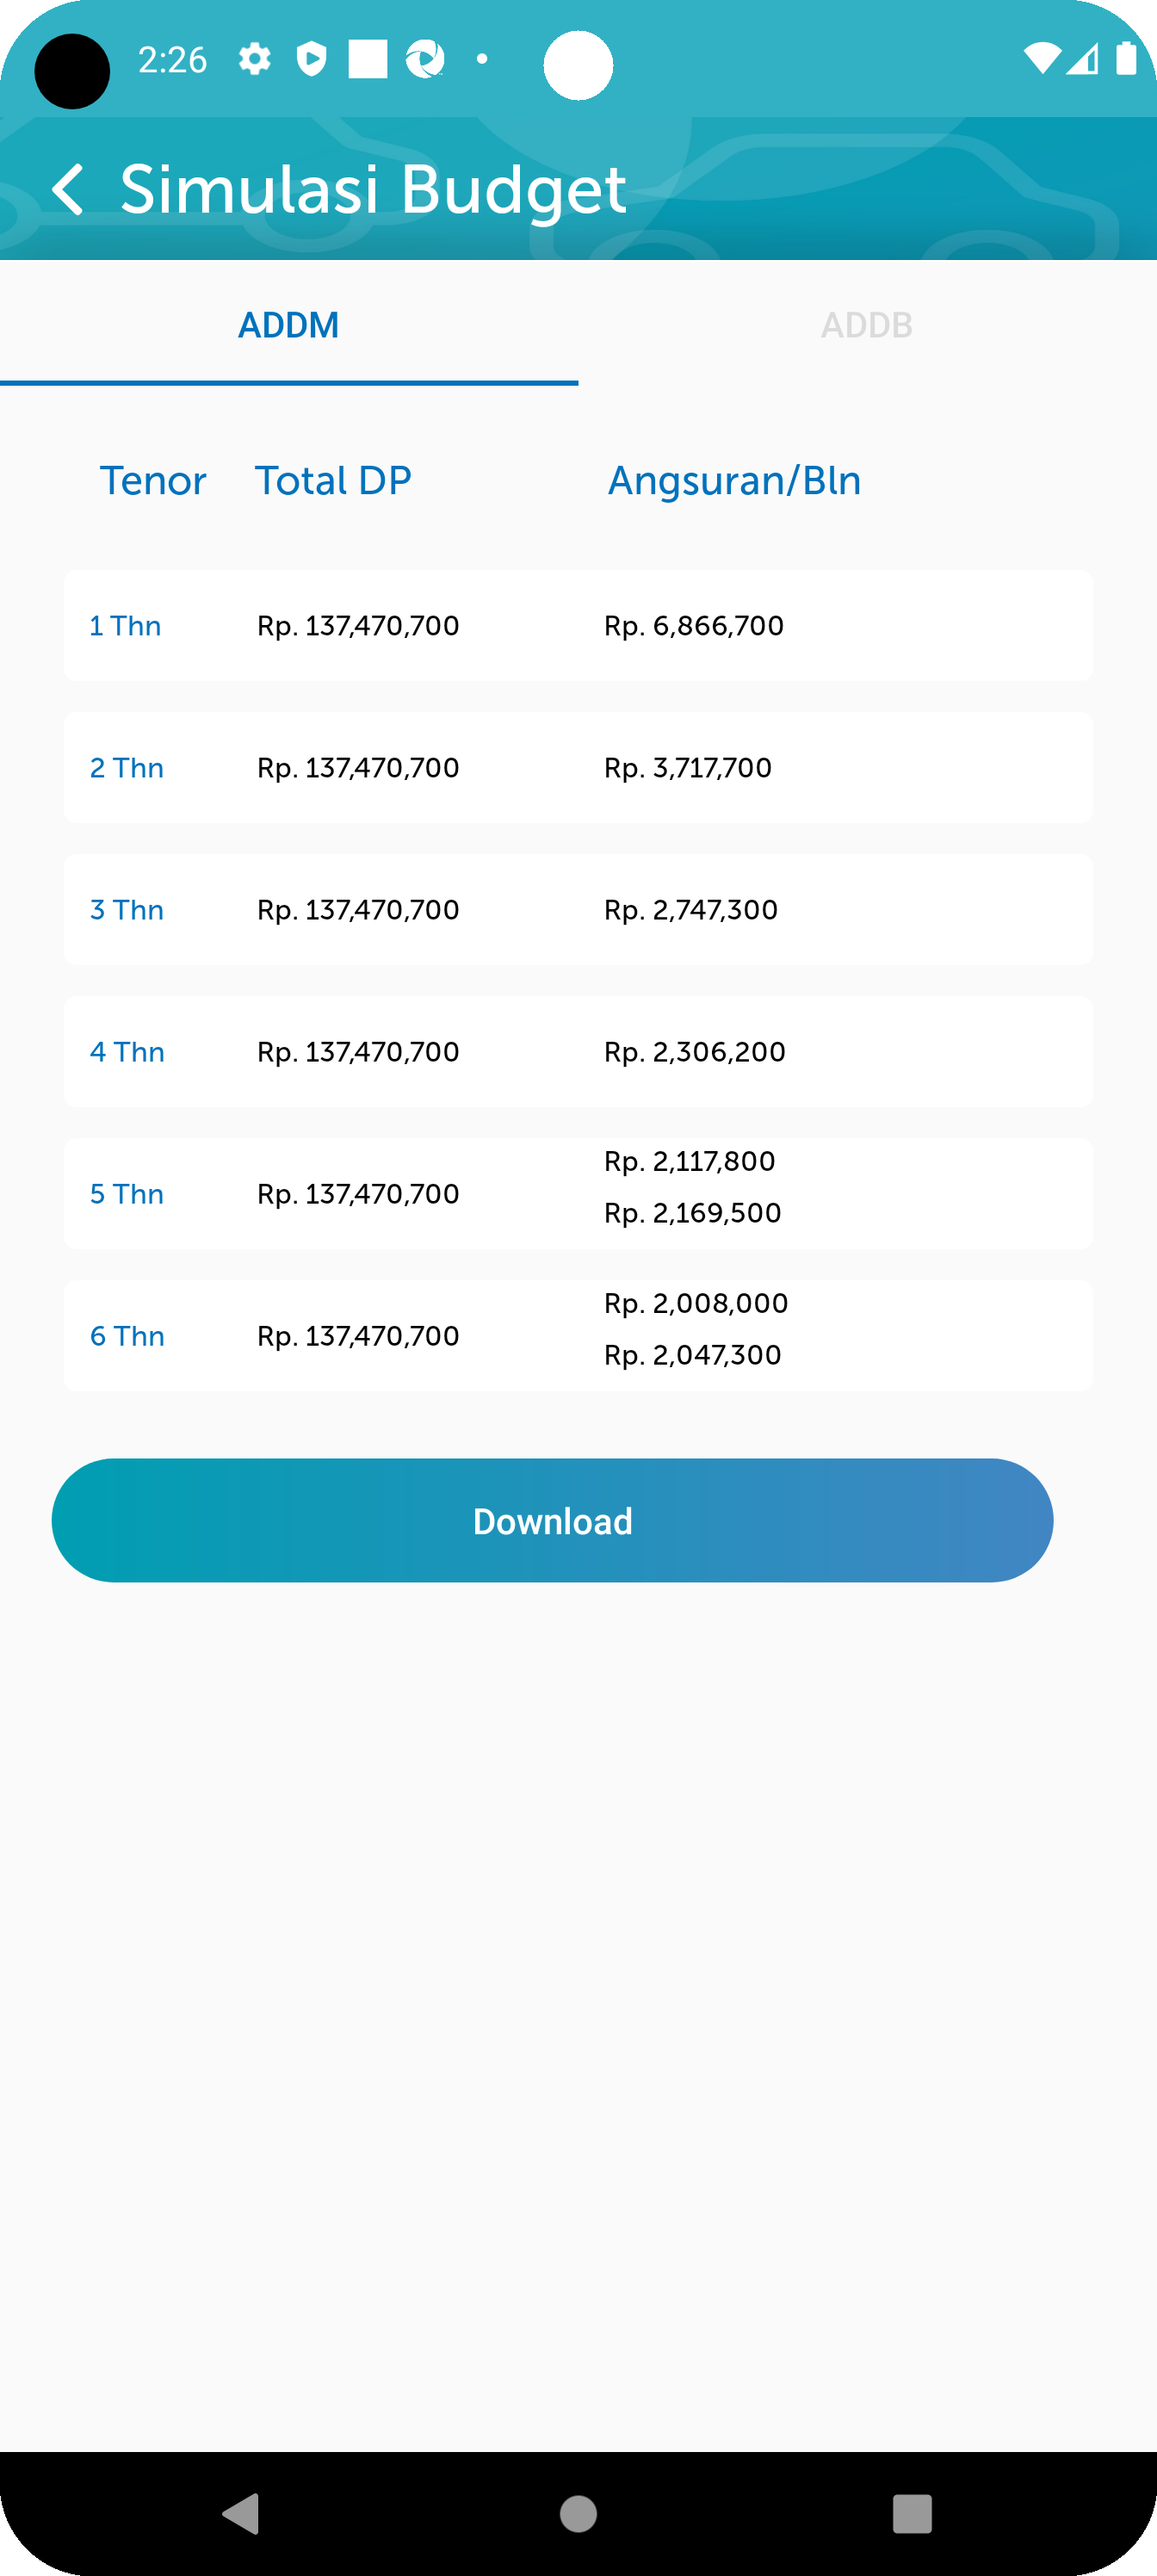 2:26
Simulasi Budget
ADDM ADDB
Tenor Total DP Angsuran/Bln
1 Thn Rp. 137,470,700 Rp. 6,866,700
2 Thn Rp. 137,470,700 Rp. 3,717,700
3 Thn Rp. 137,470,700 Rp. 2,747,300
4 Thn Rp. 137,470,700 Rp. 2,306,200
5 Thn Rp. 137,470,700 Rp. 2,117,800
Rp. 2,169,500
6 Thn Rp. 137,470,700 Rp. 2,008,000
Rp. 2,047,300
Download